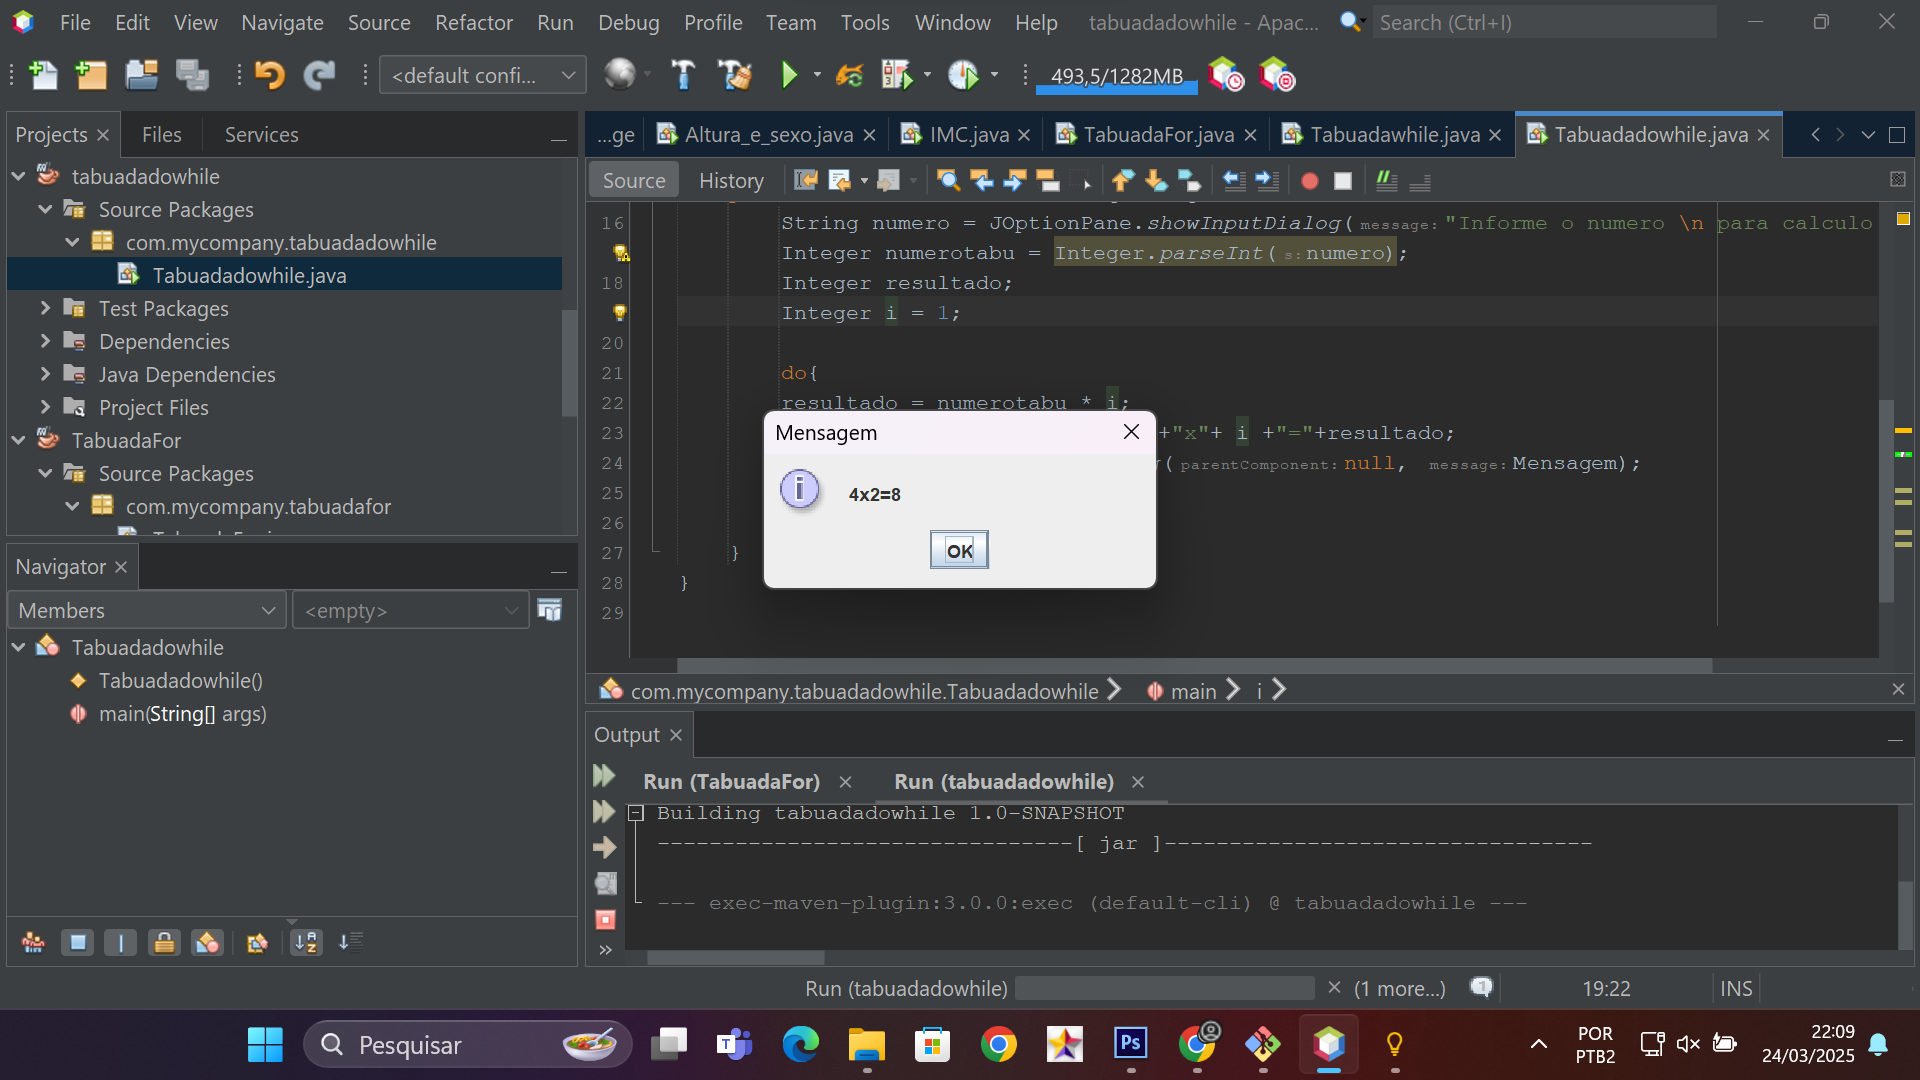 File Edit View Navigate Source Refactor Run Debug Profile Team Tools Window Help tabuadadowhile - Apac... Search (Ctrl+I)
<default confi... 493,5/1282MB
Projects Files Services
tabuadadowhile
Source Packages
com.mycompany.tabuadadowhile
Tabuadadowhile.java
Test Packages
Dependencies
Java Dependencies
Project Files
TabuadaFor
Source Packages
com.mycompany.tabuadafor
Navigator
Members <empty>
Tabuadadowhile
Tabuadadowhile()
main(String[] args)
...ge Altura_e_sexo.java IMC.java TabuadaFor.java Tabuadawhile.java Tabuadadowhile.java
Source History
16 String numero = JOptionPane.showInputDialog( message: "Informe o numero \n para calculo
Integer numerotabu = Integer.parseInt( s: numero);
18 Integer resultado;
Integer i = 1;
20
21 do{
22 resultado = numerotabu * i;
23 +"x"+ i +"="+resultado;
24 ( parentComponent: null, message: Mensagem);
25
26
27 }
28 }
29
Mensagem
4x2=8
OK
com.mycompany.tabuadadowhile.Tabuadadowhile main i
Output
Run (TabuadaFor) Run (tabuadadowhile)
Building tabuadadowhile 1.0-SNAPSHOT
--------------------------------[ jar ]---------------------------------
--- exec-maven-plugin:3.0.0:exec (default-cli) @ tabuadadowhile ---
Run (tabuadadowhile) (1 more...) 1 19:22 INS
Pesquisar
POR
PTB2
22:09
24/03/2025